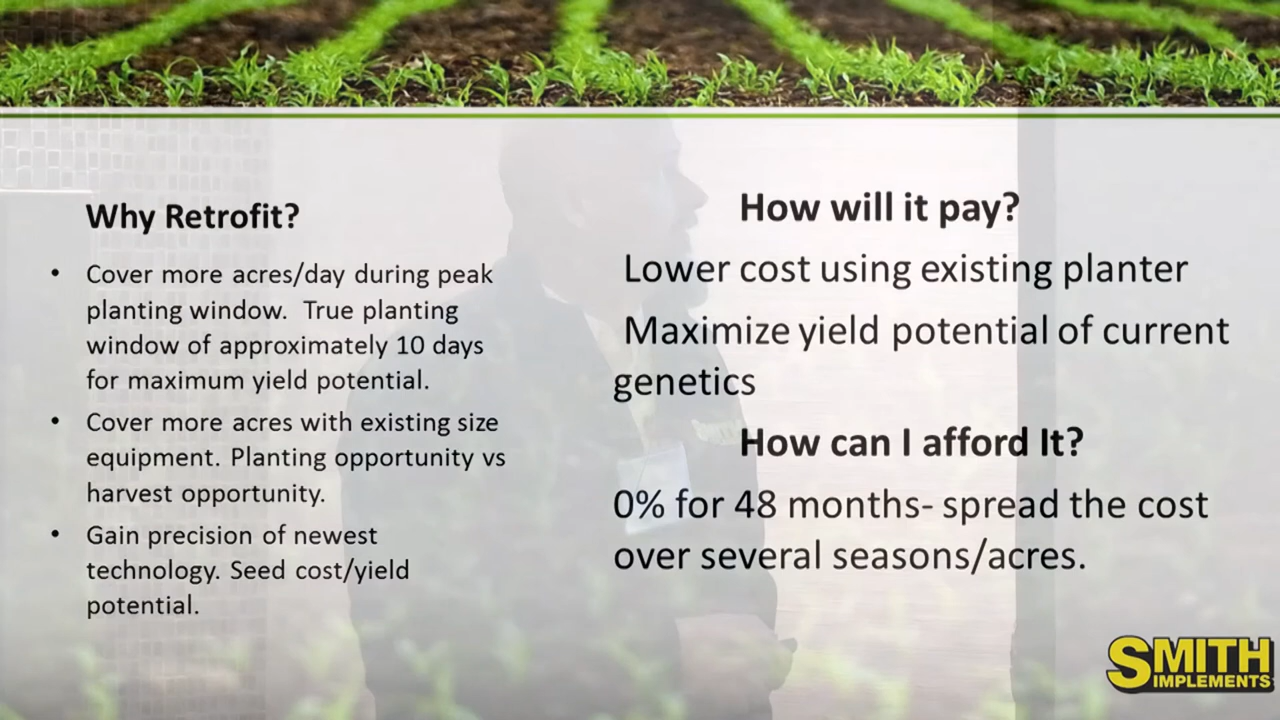 Why Retrofit?
• Cover more acres/day during peak
planting window. True planting
window of approximately 10 days
for maximum yield potential.
• Cover more acres with existing size
equipment. Planting opportunity vs
harvest opportunity.
• Gain precision of newest
technology. Seed cost/yield
potential.
How will it pay?
Lower cost using existing planter
Maximize yield potential of current
genetics
How can I afford It?
0% for 48 months- spread the cost
over several seasons/acres.
SMITH
IMPLEMENTS